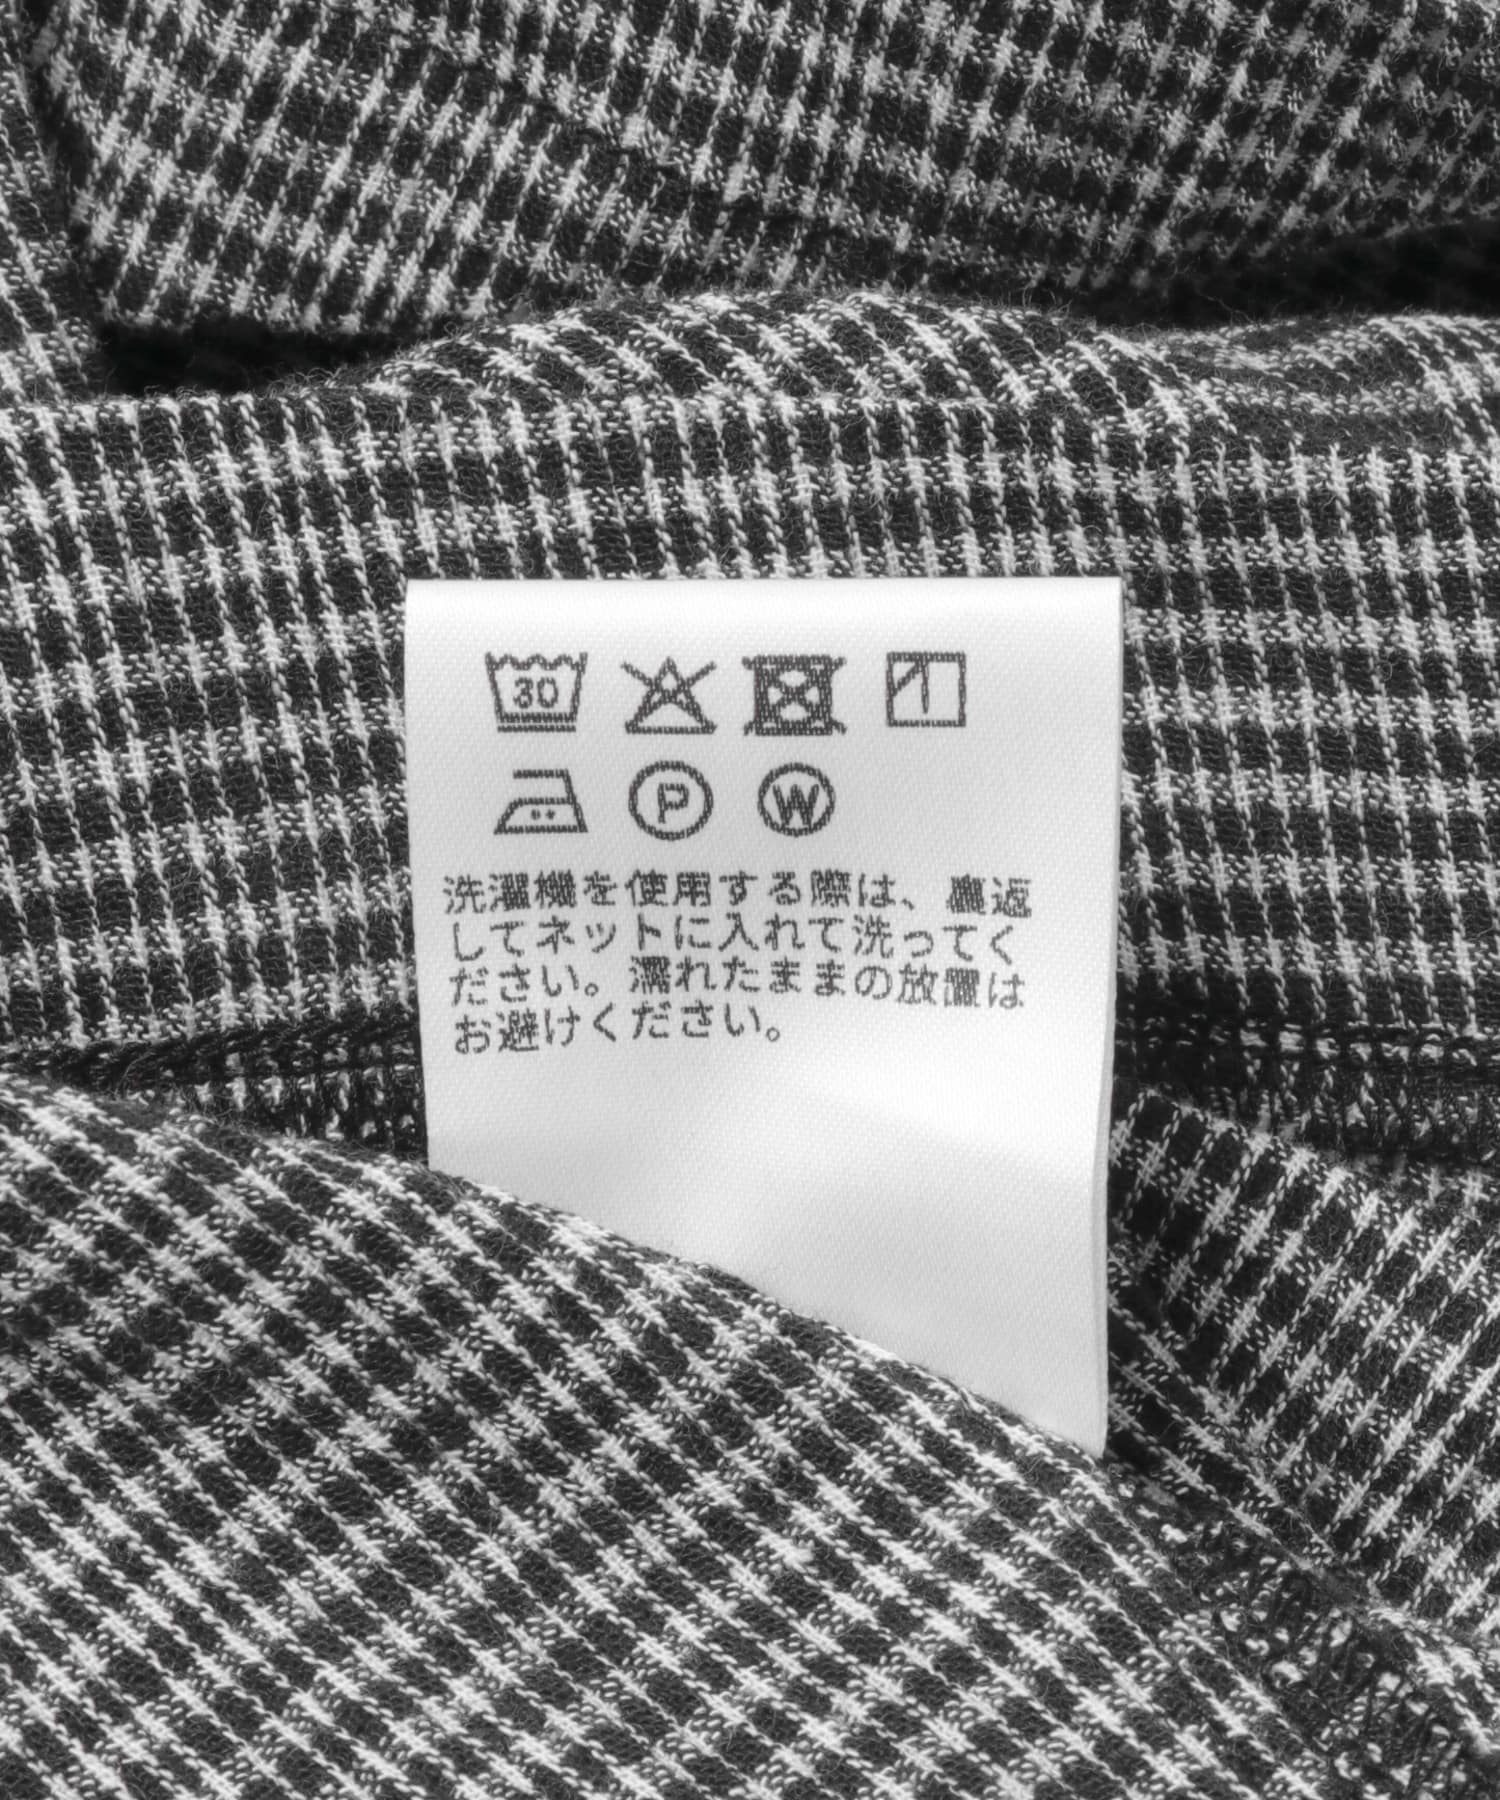 30
P W
洗濯機を使用する際は、裏返
してネットに入れて洗ってく
ださい。濡れたままの放置は
お避けください。